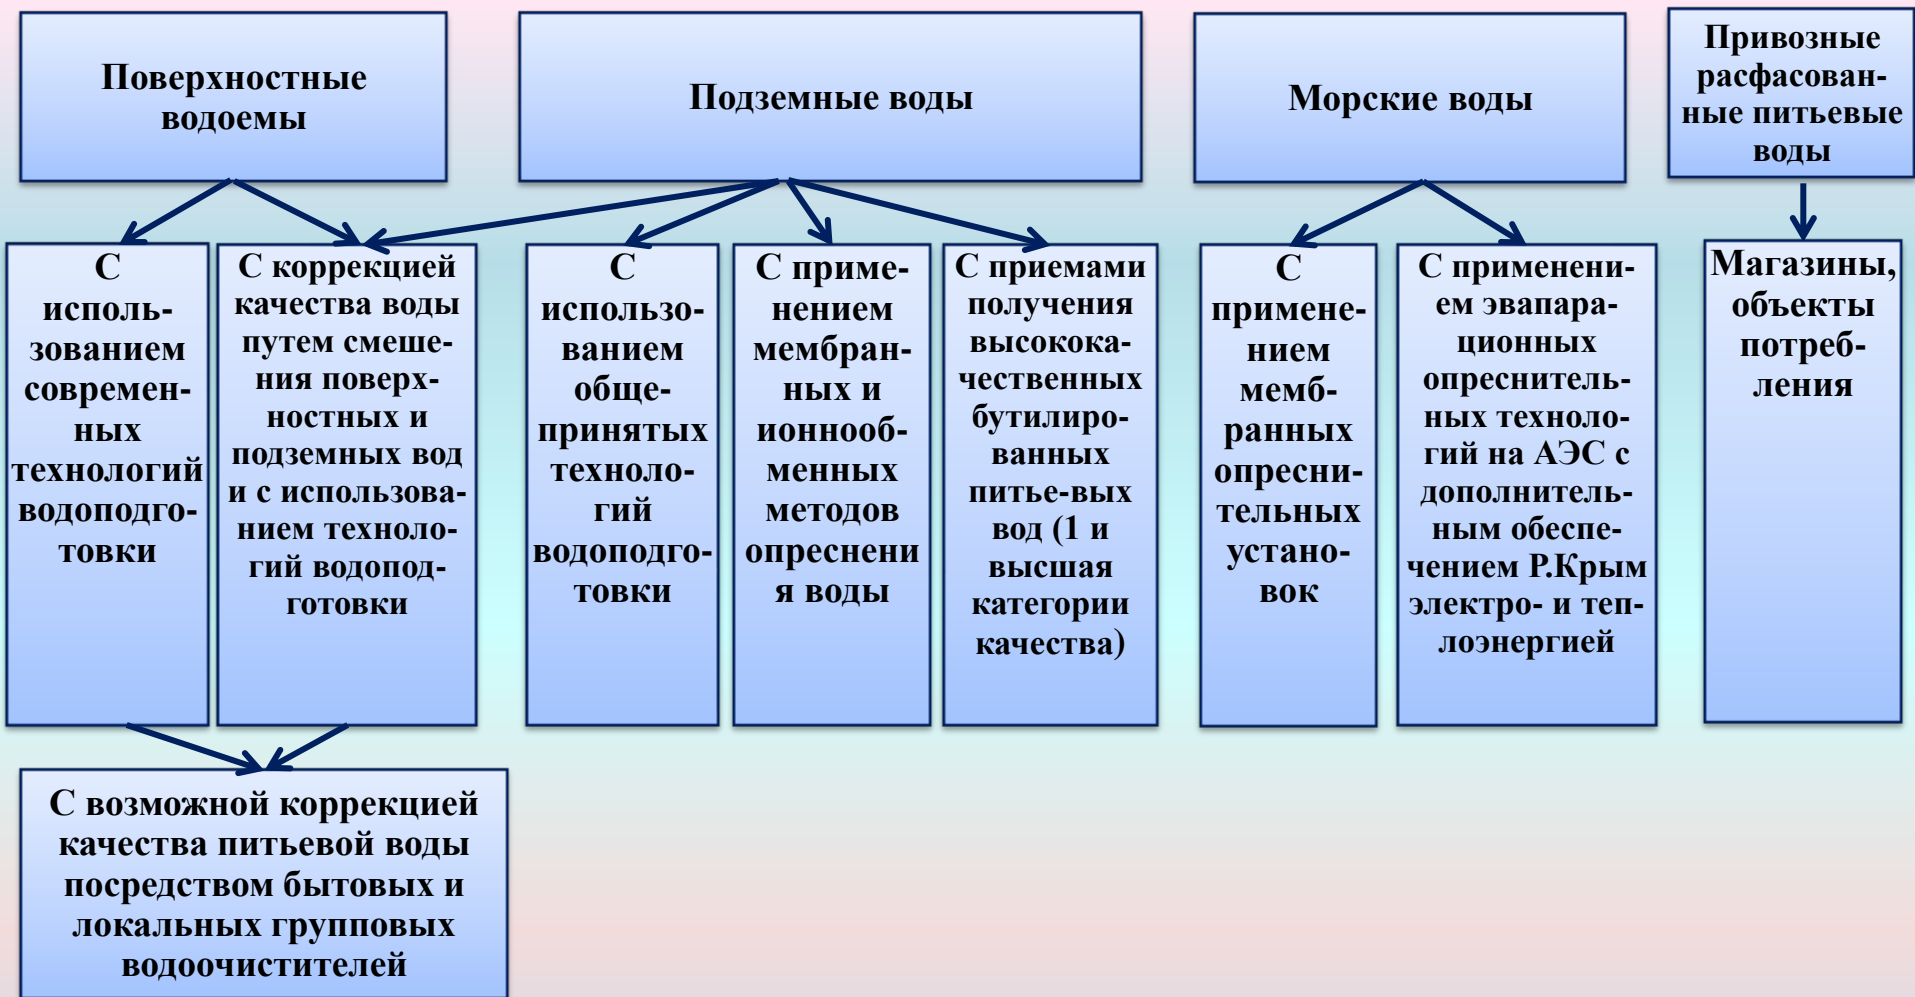 Поверхностные
водоемы
Подземные воды
Морские воды
Привозные
расфасован-
ные питьевые
воды
С
исполь-
зованием
современ-
ных
технологий
водоподго-
товки
С коррекцией
качества воды
путем смеше-
ния поверх-
ностных и
подземных вод
и с использова-
нием техноло-
гий водопод-
готовки
С
использо-
ванием
обще-
принятых
техноло-
гий
водоподго-
товки
С приме-
нением
мембран-
ных и
ионнооб-
менных
методов
опреснени
я воды
С приемами
получения
высокока-
чественных
бутилиро-
ванных
питье-вых
вод (1 и
высшая
категории
качества)
С
примене-
нием
мемб-
ранных
опресни-
тельных
устано-
вок
С применени-
ем эвапара-
ционных
опреснитель-
ных техноло-
гий на АЭС с
дополнитель-
ным обеспе-
чением Р.Крым
электро- и теп-
лоэнергией
Магазины,
объекты
потреб-
ления
С возможной коррекцией
качества питьевой воды
посредством бытовых и
локальных групповых
водоочистителей